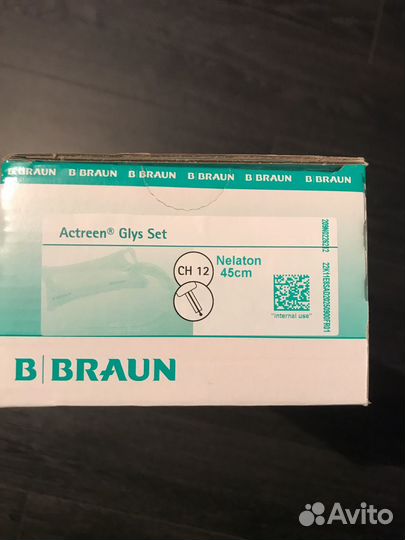 B BRAUN B BRAUN B BRAUN B BRAUN B BRAUN B BRAUN
Actreen® Glys Set
CH 12
Nelaton
45cm
"internal use"
B BRAUN
Avito